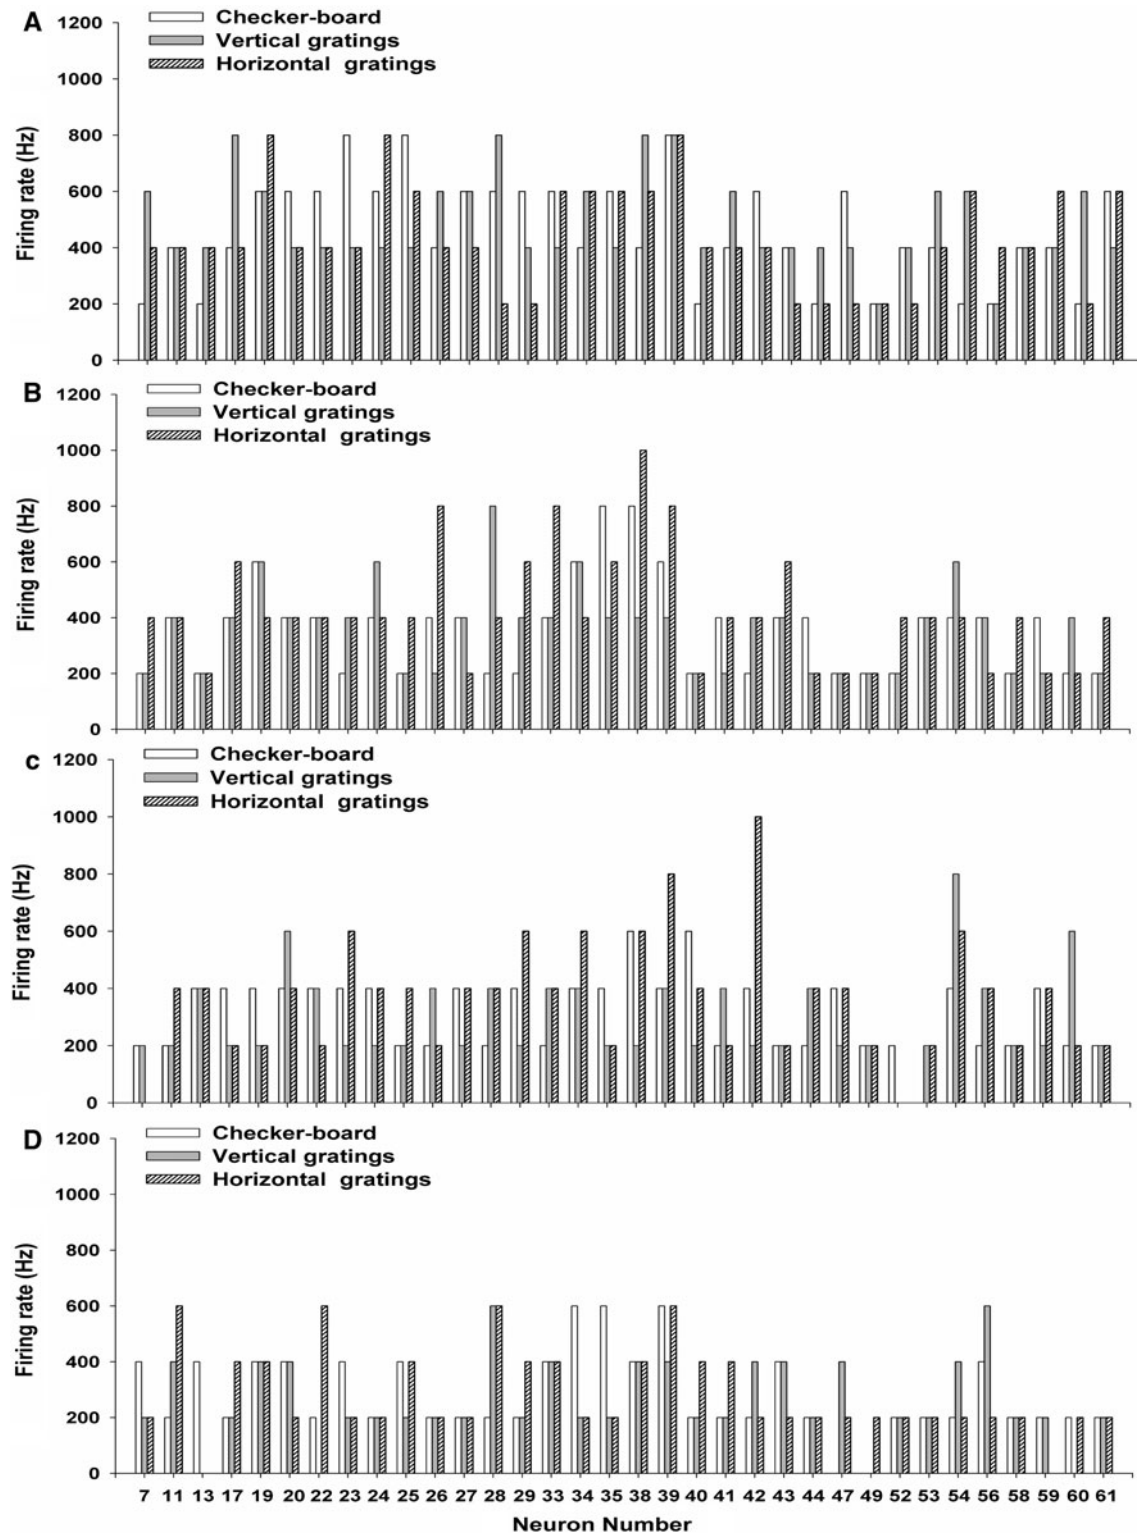 A
1200
Checker-board
Vertical gratings
Horizontal gratings
1000
800
600
400
200
0
Firing rate (Hz)
B
1200
Checker-board
Vertical gratings
Horizontal gratings
1000
800
600
400
200
0
Firing rate (Hz)
c
1200
Checker-board
Vertical gratings
Horizontal gratings
1000
800
600
400
200
0
Firing rate (Hz)
D
1200
Checker-board
Vertical gratings
Horizontal gratings
1000
800
600
400
200
0
Firing rate (Hz)
7 11 13 17 19 20 22 23 24 25 26 27 28 29 33 34 35 38 39 40 41 42 43 44 47 49 52 53 54 56 58 59 60 61
Neuron Number